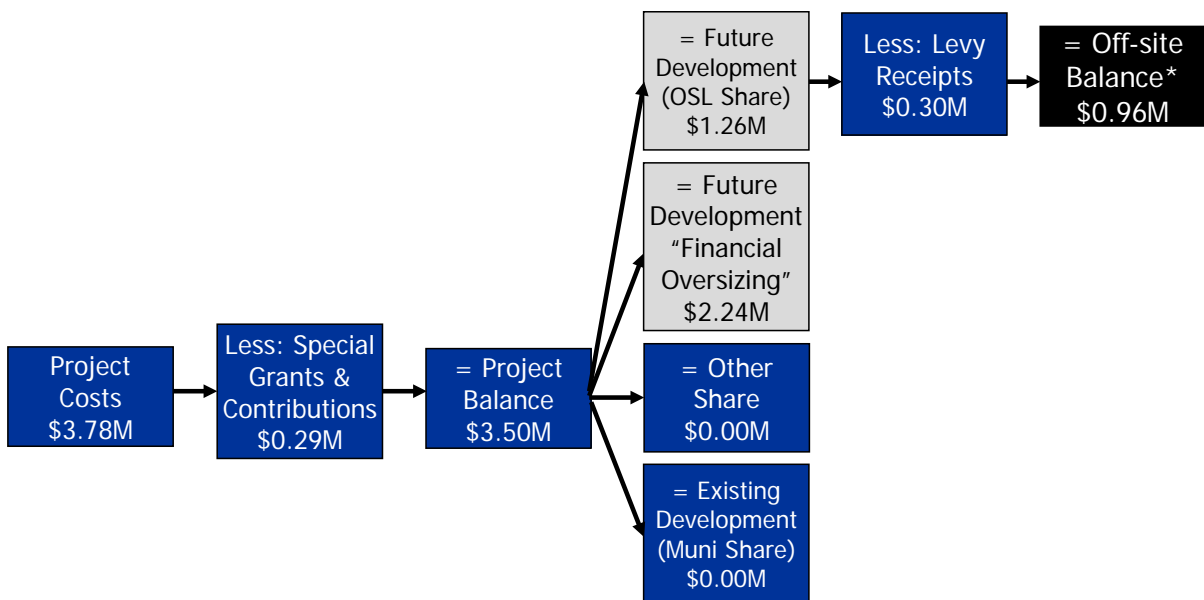 Project
Costs
$3.78M
Less: Special
Grants &
Contributions
$0.29M
= Project
Balance
$3.50M
= Future
Development
(OSL Share)
$1.26M
Less: Levy
Receipts
$0.30M
= Off-site
Balance*
$0.96M
= Future
Development
“Financial
Oversizing”
$2.24M
= Other
Share
$0.00M
= Existing
Development
(Muni Share)
$0.00M